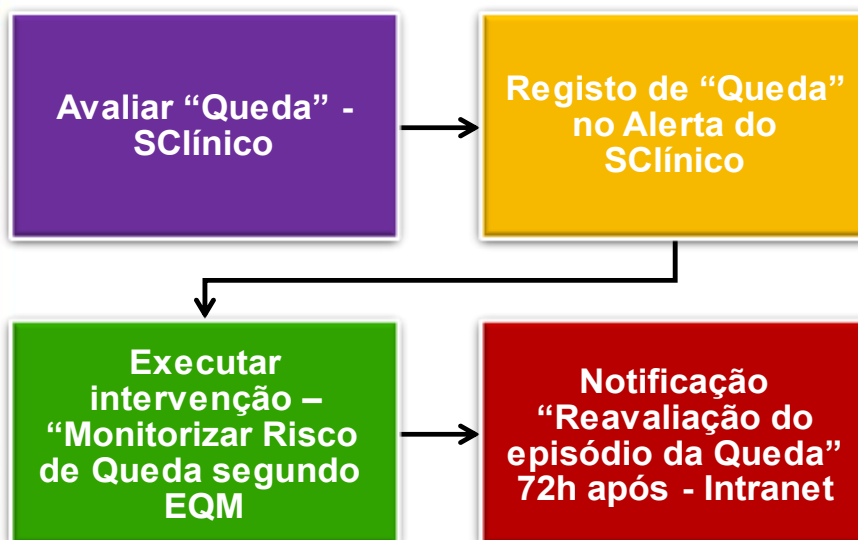 Avaliar “Queda” -
SClínico
Registo de “Queda”
no Alerta do
SClínico
Executar
intervenção –
“Monitorizar Risco
de Queda segundo
EQM
Notificação
“Reavaliação do
episódio da Queda”
72h após - Intranet